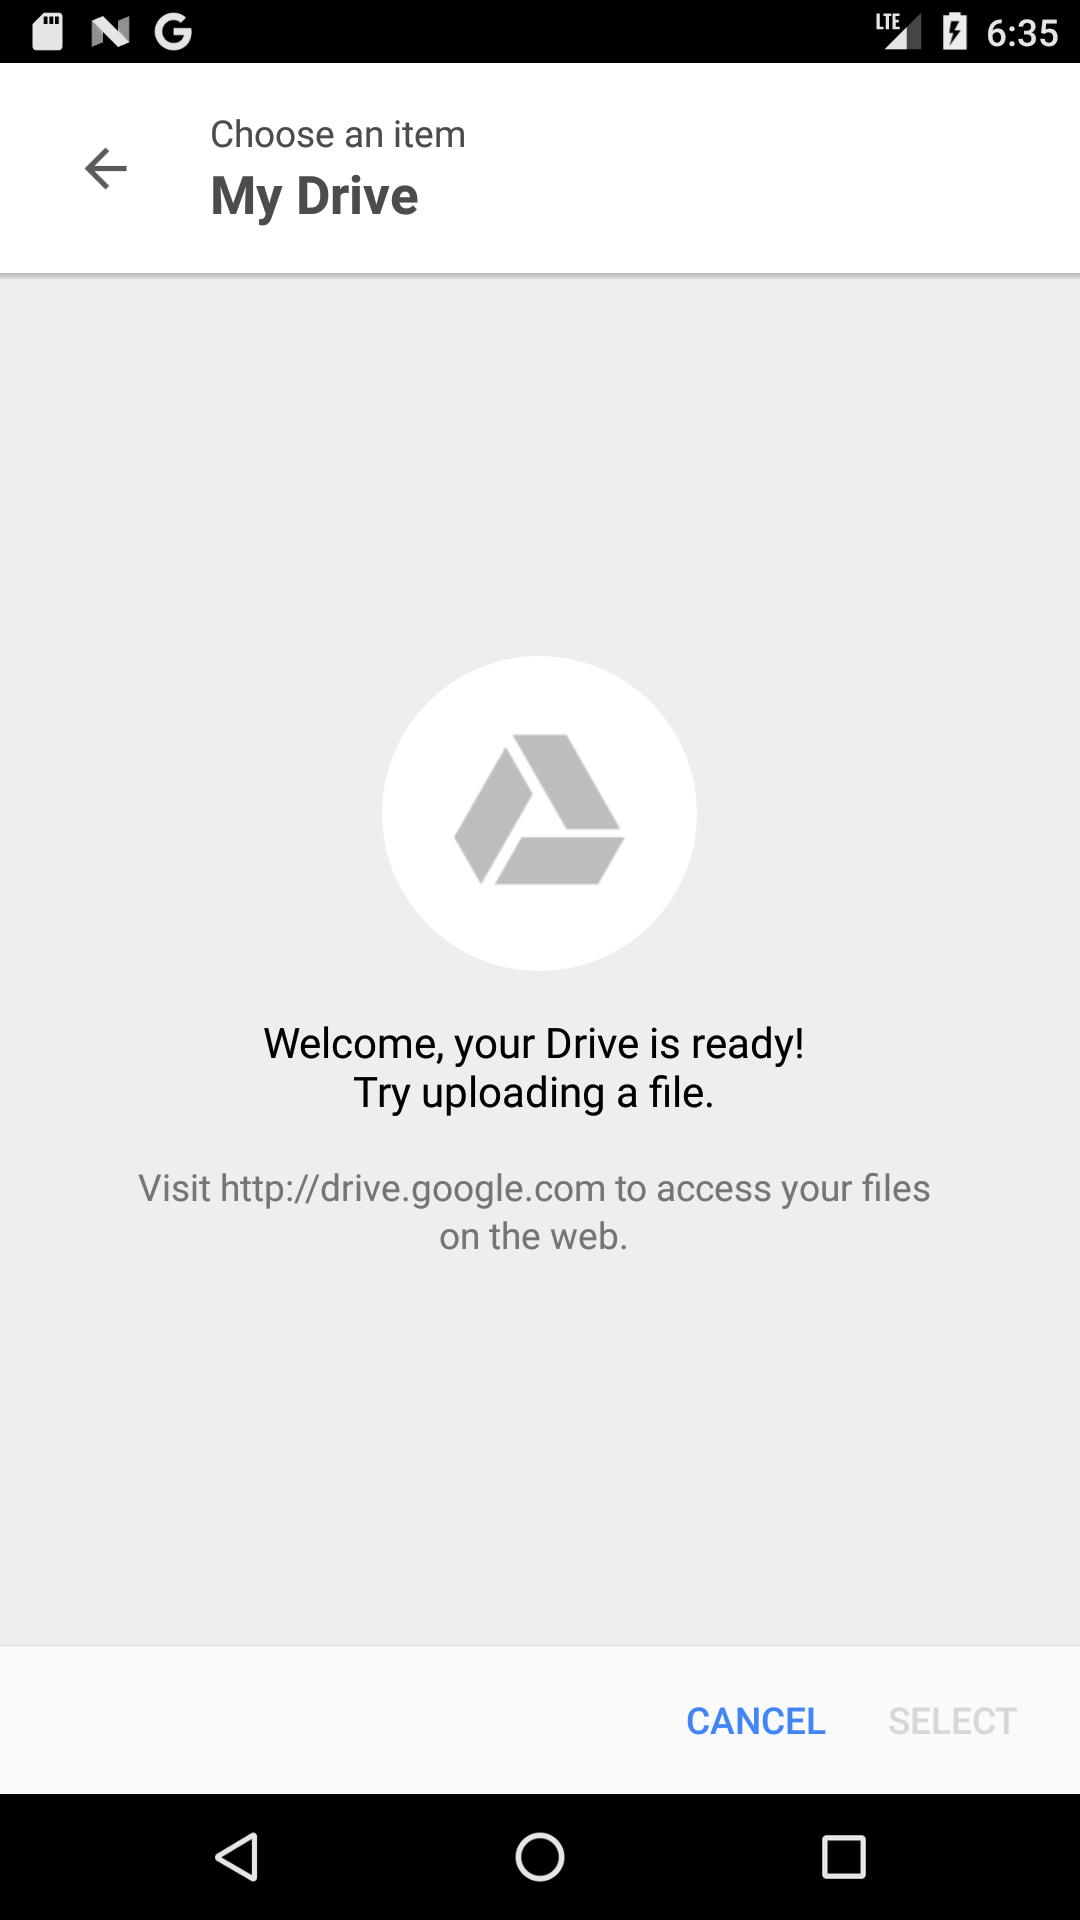 LTE 6:35
Choose an item
My Drive
Welcome, your Drive is ready!
Try uploading a file.
Visit http://drive.google.com to access your files
on the web.
CANCEL SELECT